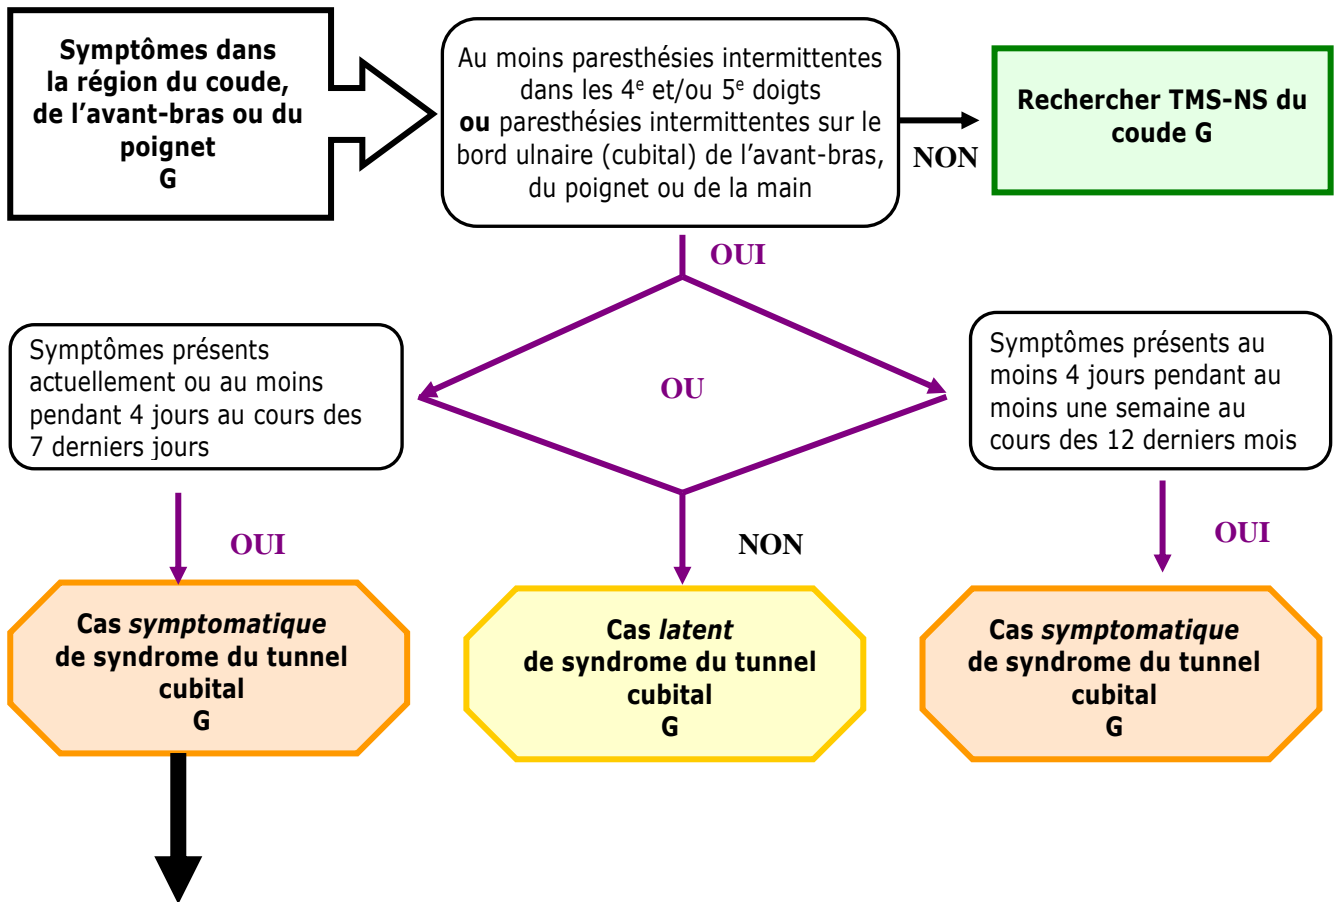 Symptômes dans
la région du coude,
de l’avant-bras ou du
poignet
G
Au moins paresthésies intermittentes
dans les 4e et/ou 5e doigts
ou paresthésies intermittentes sur le
bord ulnaire (cubital) de l’avant-bras,
du poignet ou de la main
NON
Rechercher TMS-NS du
coude G
OUI
Symptômes présents
actuellement ou au moins
pendant 4 jours au cours des
7 derniers jours
OU
Symptômes présents au
moins 4 jours pendant au
moins une semaine au
cours des 12 derniers mois
OUI
NON
OUI
Cas symptomatique
de syndrome du tunnel
cubital
G
Cas latent
de syndrome du tunnel
cubital
G
Cas symptomatique
de syndrome du tunnel
cubital
G